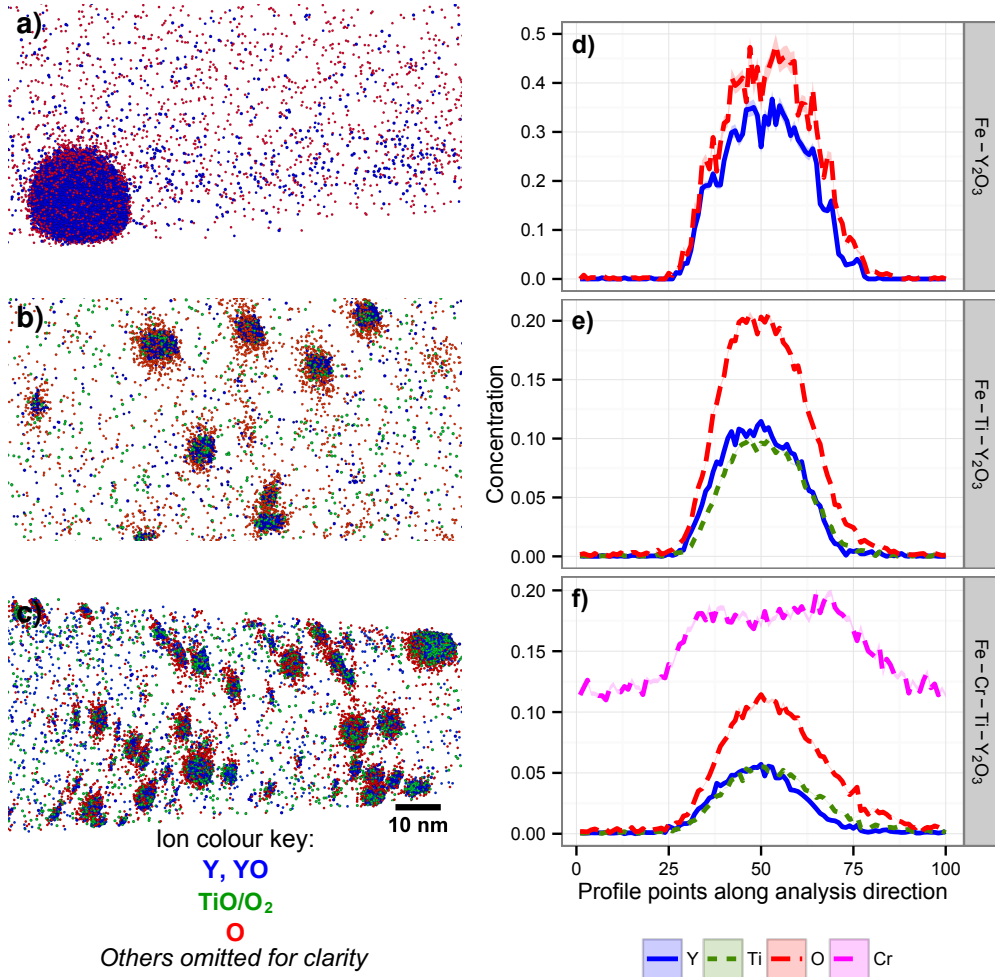 a)
b)
c)
10 nm
Ion colour key:
Y, YO
TiO/O₂
O
Others omitted for clarity
Concentration
d)
0.5
0.4
0.3
0.2
0.1
0.0
Fe−Y₂O₃
e)
0.20
0.15
0.10
0.05
0.00
Fe−Ti−Y₂O₃
f)
0.20
0.15
0.10
0.05
0.00
Fe−Cr−Ti−Y₂O₃
0 25 50 75 100
Profile points along analysis direction
Y Ti O Cr